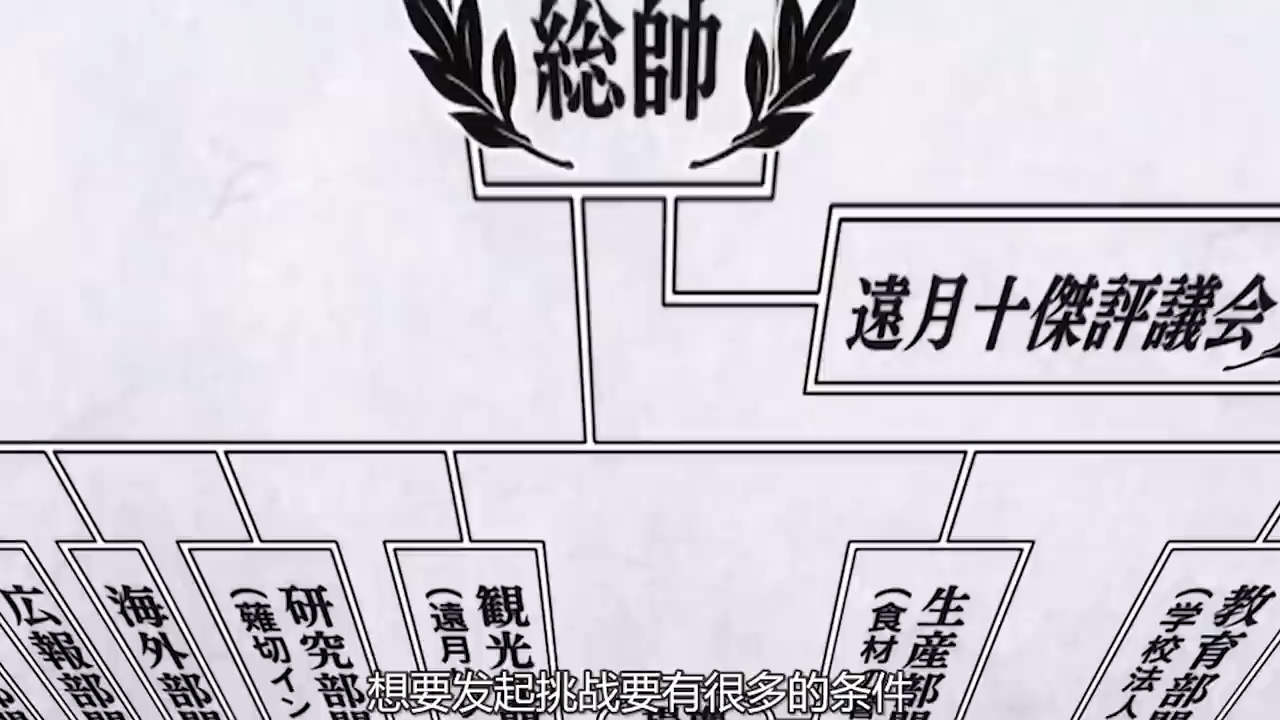 総帥
遠月十傑評議会
広報部
海外部
研究部
(薙切イン
観光
(遠月
生産部
(食材
教育部
(学校法人
想要发起挑战要有很多的条件